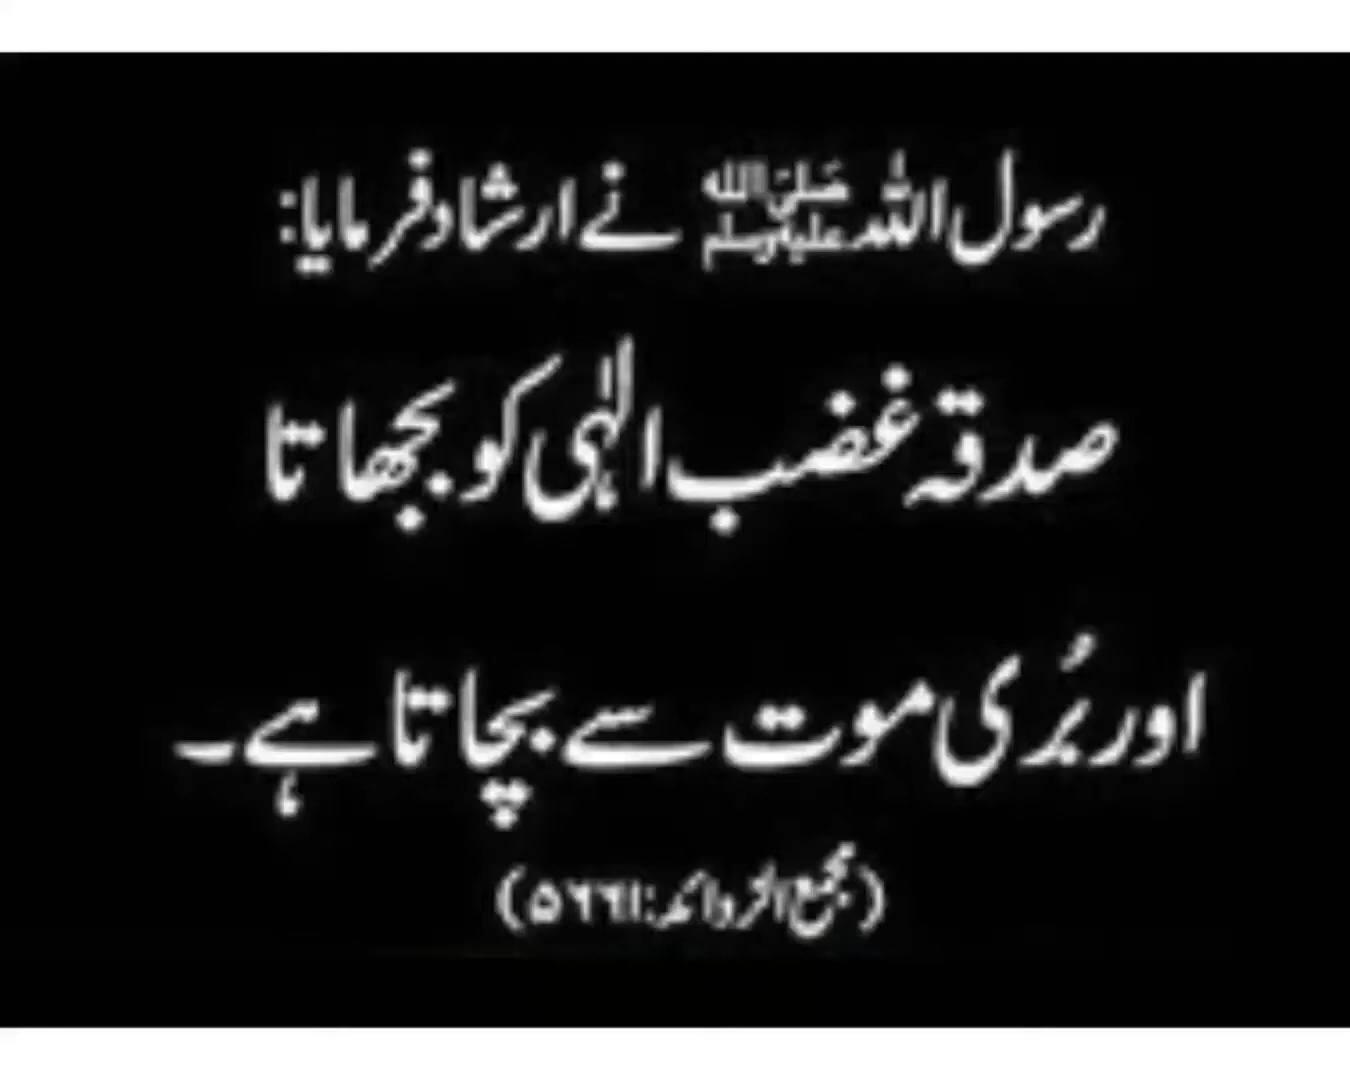 رسول اللہ ﷺ نے ارشاد فرمایا:
صدقہ غضب الٰہی کو بجھاتا
اور بُری موت سے بچاتا ہے۔
(مجمع الزوائد: ۵۶۶۱)